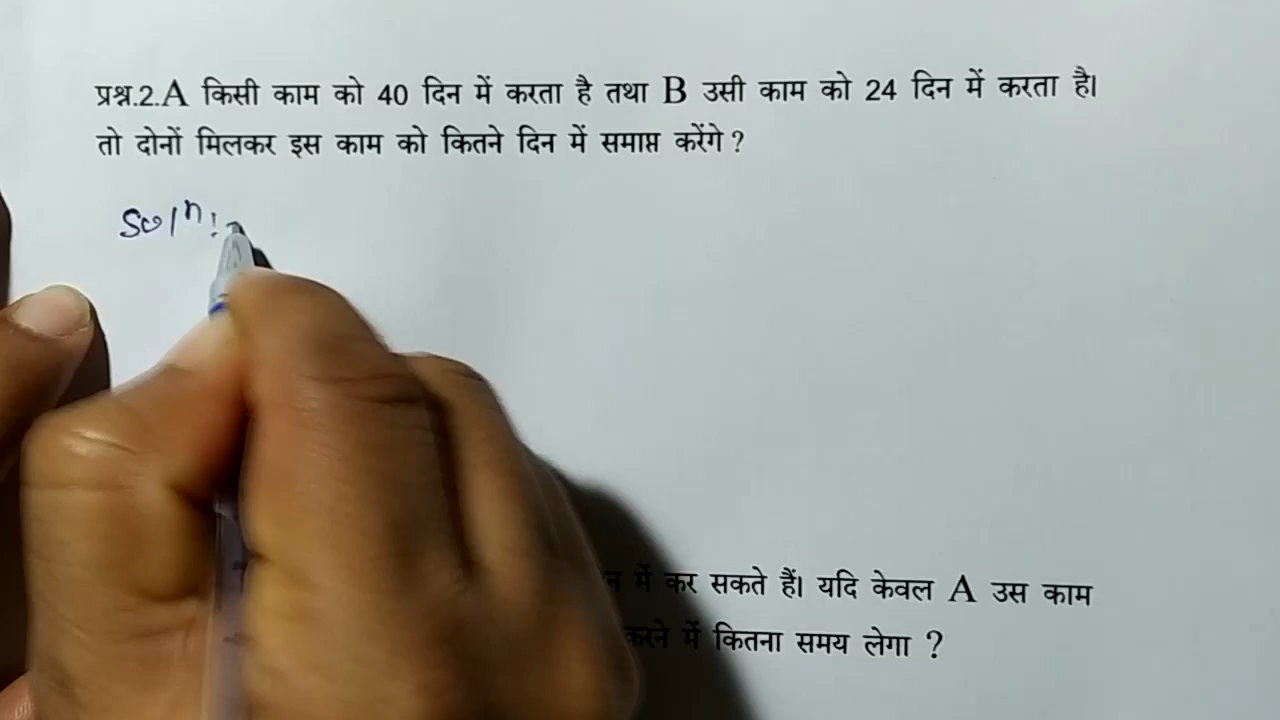 प्रश्न.2.A किसी काम को 40 दिन में करता है तथा B उसी काम को 24 दिन में करता है।
तो दोनों मिलकर इस काम को कितने दिन में समाप्त करेंगे ?
Solⁿ:-
में कर सकते हैं। यदि केवल A उस काम
करने में कितना समय लेगा ?